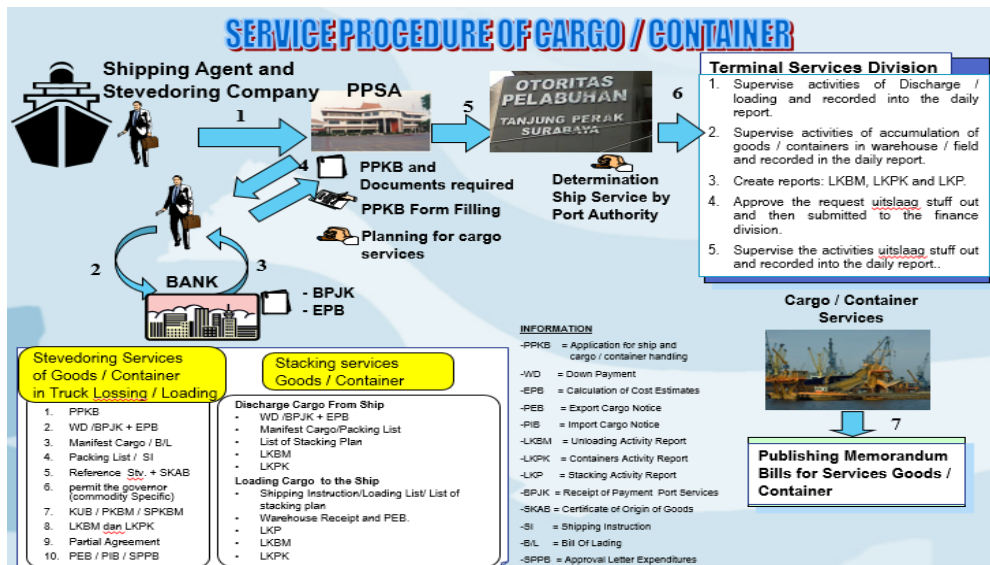 SERVICE PROCEDURE OF CARGO / CONTAINER
Shipping Agent and
Stevedoring Company
1
PPSA
5
OTORITAS
PELABUHAN
TANJUNG PERAK
SURABAYA
6
4
PPKB and
Documents required
PPKB Form Filling
Planning for cargo
services
Determination
Ship Service by
Port Authority
2
3
BANK
- BPJK
- EPB
Terminal Services Division
1. Supervise activities of Discharge /
loading and recorded into the daily
report.
2. Supervise activities of accumulation of
goods / containers in warehouse / field
and recorded in the daily report.
3. Create reports: LKBM, LKPK and LKP.
4. Approve the request uitslaag stuff out
and then submitted to the finance
division.
5. Supervise the activities uitslaag stuff out
and recorded into the daily report..
Cargo / Container
Services
7
Publishing Memorandum
Bills for Services Goods /
Container
Stevedoring Services
of Goods / Container
in Truck Lossing / Loading
1. PPKB
2. WD /BPJK + EPB
3. Manifest Cargo / B/L
4. Packing List / SI
5. Reference Stv. + SKAB
6. permit the governor
(commodity Specific)
7. KUB / PKBM / SPKBM
8. LKBM dan LKPK
9. Partial Agreement
10. PEB / PIB / SPPB
Stacking services
Goods / Container
Discharge Cargo From Ship
• WD /BPJK + EPB
• Manifest Cargo/Packing List
• List of Stacking Plan
• LKBM
• LKPK
Loading Cargo to the Ship
• Shipping Instruction/Loading List/ List of
stacking plan
• Warehouse Receipt and PEB.
• LKP
• LKBM
• LKPK
INFORMATION
-PPKB = Application for ship and
cargo / container handling
-WD = Down Payment
-EPB = Calculation of Cost Estimates
-PEB = Export Cargo Notice
-PIB = Import Cargo Notice
-LKBM = Unloading Activity Report
-LKPK = Containers Activity Report
-LKP = Stacking Activity Report
-BPJK = Receipt of Payment Port Services
-SKAB = Certificate of Origin of Goods
-SI = Shipping Instruction
-B/L = Bill Of Lading
-SPPB = Approval Letter Expenditures